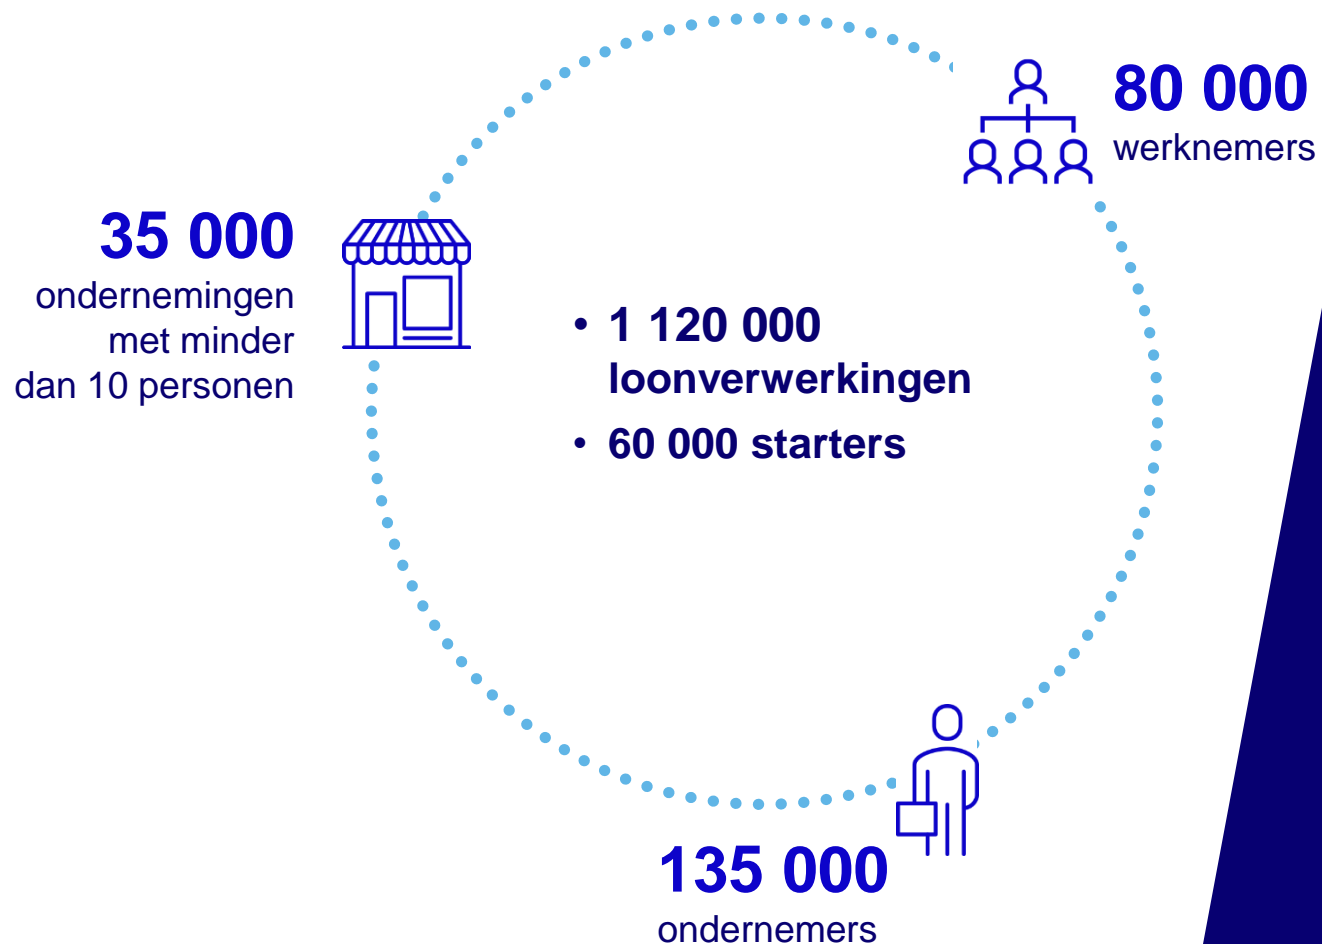 80 000
werknemers
35 000
ondernemingen
met minder
dan 10 personen
• 1 120 000
loonverwerkingen
• 60 000 starters
135 000
ondernemers